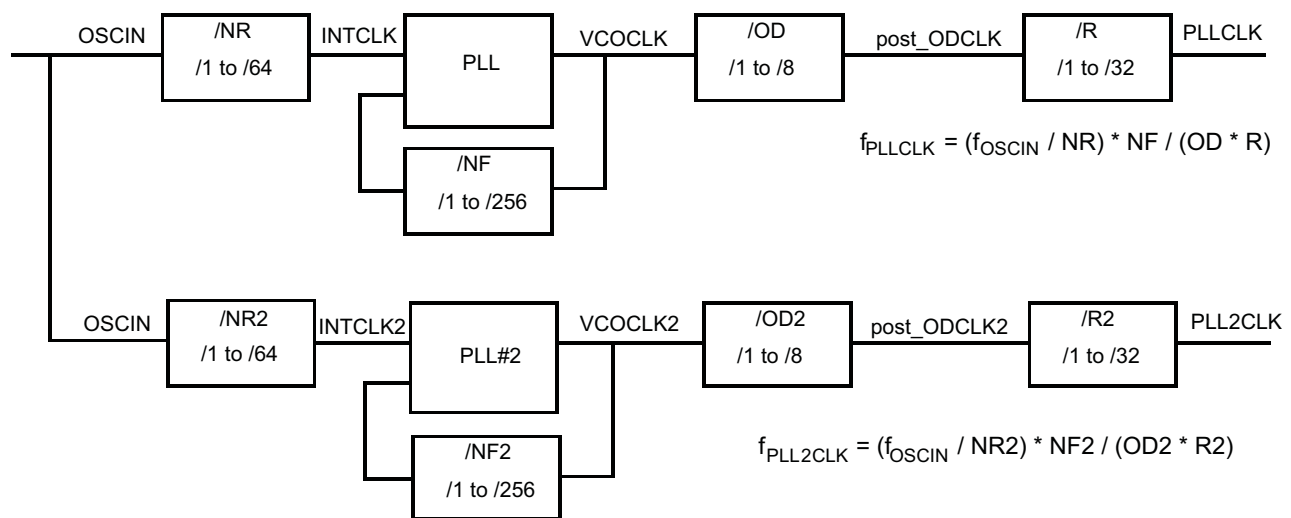 OSCIN
/NR
/1 to /64
INTCLK
PLL
VCOCLK
/OD
/1 to /8
post_ODCLK
/R
/1 to /32
PLLCLK
/NF
/1 to /256
fPLLCLK = (fOSCIN / NR) * NF / (OD * R)
OSCIN
/NR2
/1 to /64
INTCLK2
PLL#2
VCOCLK2
/OD2
/1 to /8
post_ODCLK2
/R2
/1 to /32
PLL2CLK
/NF2
/1 to /256
fPLL2CLK = (fOSCIN / NR2) * NF2 / (OD2 * R2)